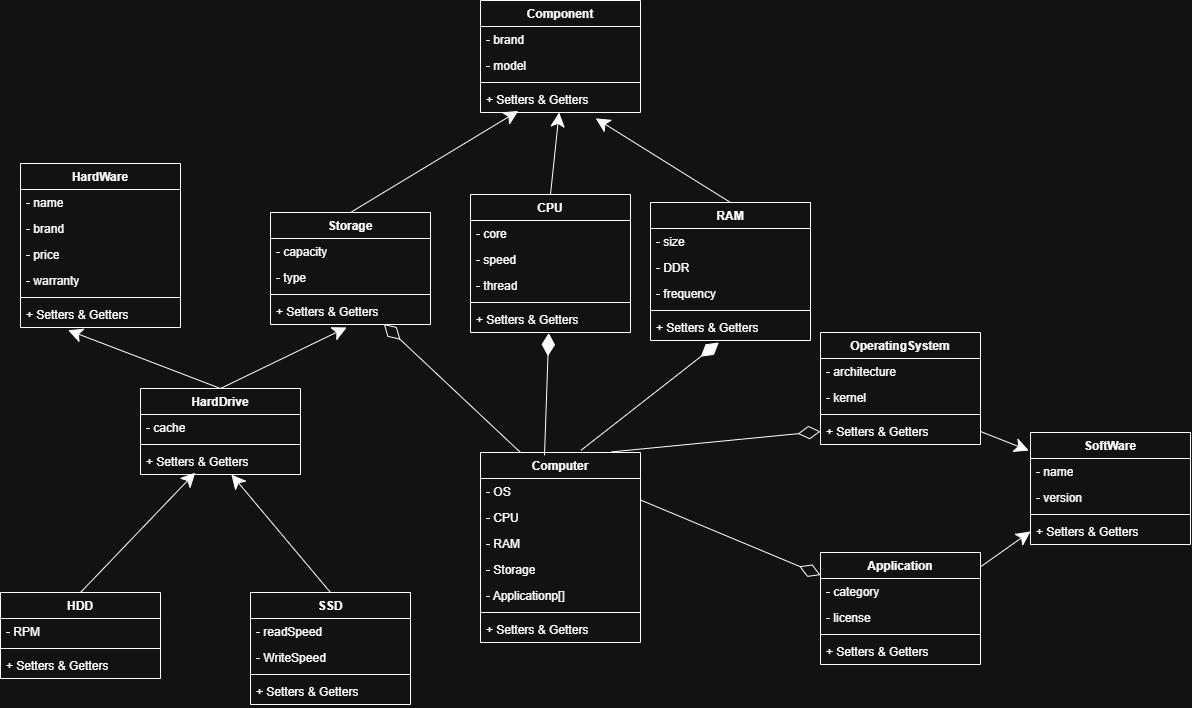 Component
- brand
- model
+ Setters & Getters
HardWare
- name
- brand
- price
- warranty
+ Setters & Getters
Storage
- capacity
- type
+ Setters & Getters
CPU
- core
- speed
- thread
+ Setters & Getters
RAM
- size
- DDR
- frequency
+ Setters & Getters
OperatingSystem
- architecture
- kernel
+ Setters & Getters
HardDrive
- cache
+ Setters & Getters
SoftWare
- name
- version
+ Setters & Getters
Computer
- OS
- CPU
- RAM
- Storage
- Applicationp[]
+ Setters & Getters
Application
- category
- license
+ Setters & Getters
HDD
- RPM
+ Setters & Getters
SSD
- readSpeed
- WriteSpeed
+ Setters & Getters